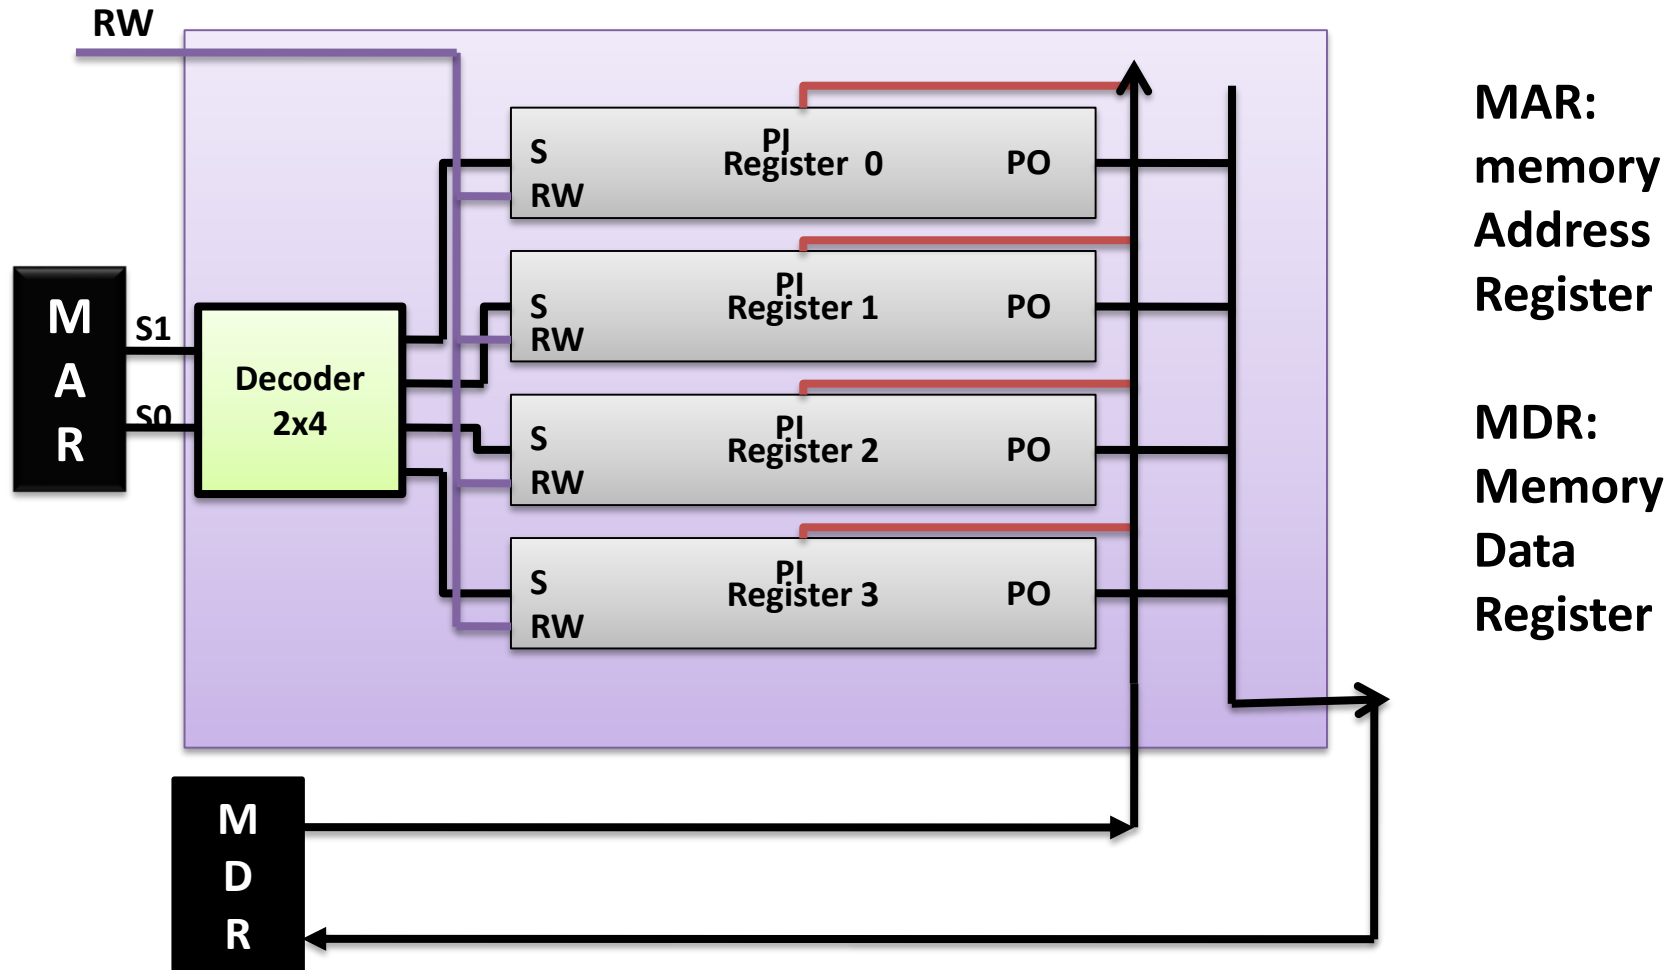 RW
PI
S
Register 0
PO
RW
PI
S
Register 1
PO
RW
PI
S
Register 2
PO
RW
PI
S
Register 3
PO
RW
M
A
R
S1
S0
Decoder
2x4
M
D
R
MAR:
memory
Address
Register
MDR:
Memory
Data
Register